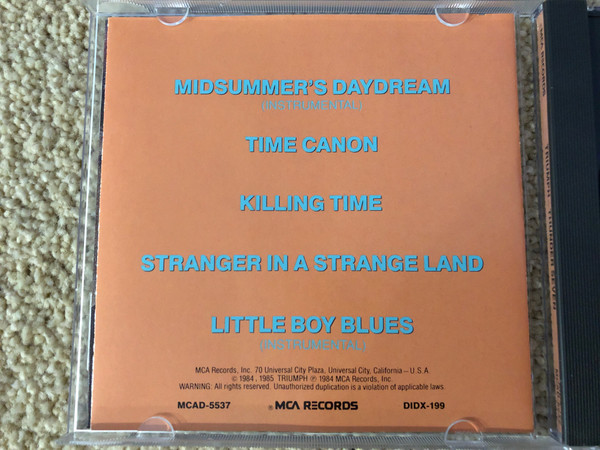 MIDSUMMER'S DAYDREAM
(INSTRUMENTAL)
TIME CANON
KILLING TIME
STRANGER IN A STRANGE LAND
LITTLE BOY BLUES
(INSTRUMENTAL)
MCA Records, Inc. 70 Universal City Plaza, Universal City, California – U.S.A.
© 1984, 1985 TRIUMPH ℗ 1984 MCA Records, Inc.
WARNING: All rights reserved. Unauthorized duplication is a violation of applicable laws.
MCAD-5537 ® MCA RECORDS DIDX-199
MCA RECORDS